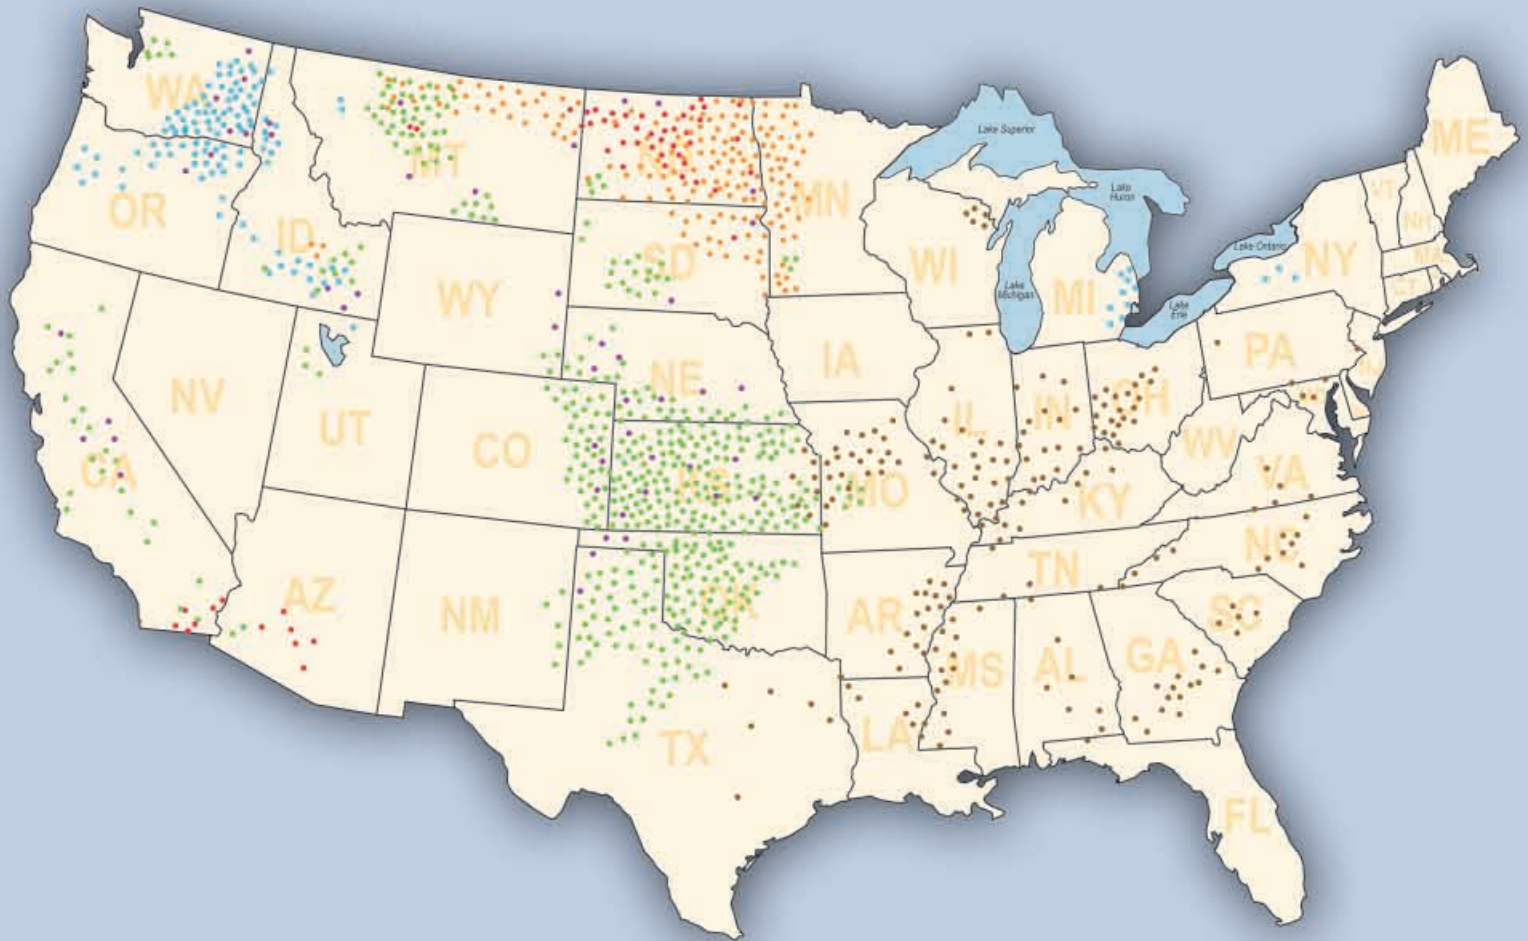 WA
MT
ND
MN
ME
Lake Superior
Lake
Huron
VT
NH
OR
ID
SD
WI
Lake Ontario
NY
MA
CT
WY
Lake
Michigan
MI
Lake
Erie
NV
UT
CO
NE
IA
IL
IN
OH
PA
NJ
CA
KS
MO
KY
WV
VA
AZ
NM
OK
AR
TN
NC
SC
MS
AL
GA
TX
LA
FL